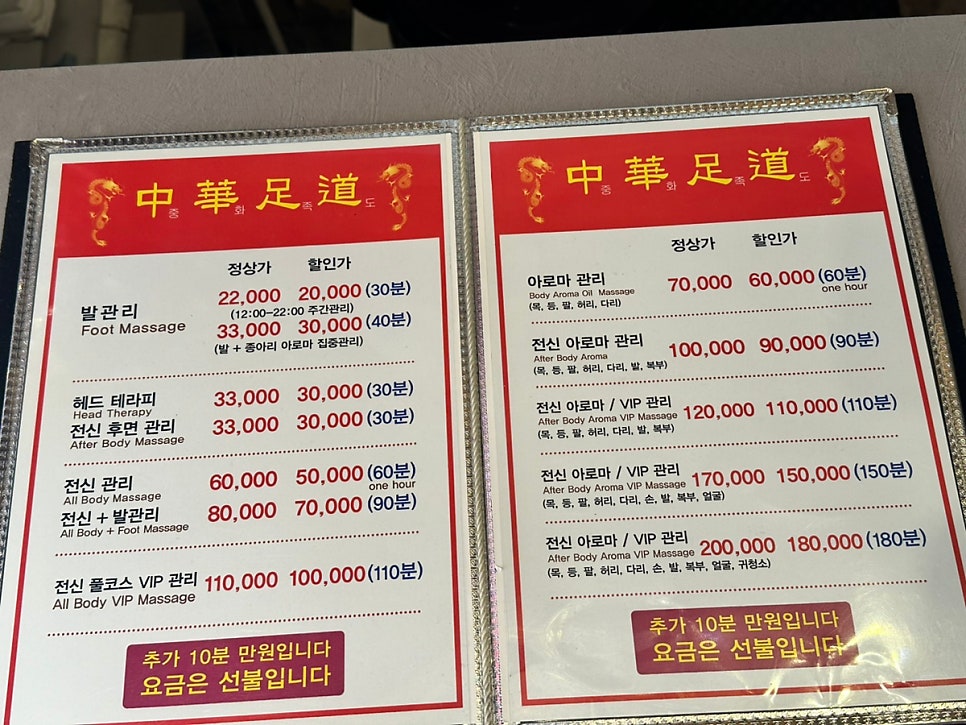 中華足道
중 화 족 도
정상가 할인가
발관리 22,000 20,000 (30분)
Foot Massage (12:00-22:00 주간관리)
33,000 30,000 (40분)
(발 + 종아리 아로마 집중관리)
헤드 테라피 33,000 30,000 (30분)
Head Therapy
전신 후면 관리 33,000 30,000 (30분)
After Body Massage
전신 관리 60,000 50,000 (60분)
All Body Massage one hour
전신 + 발관리 80,000 70,000 (90분)
All Body + Foot Massage
전신 풀코스 VIP 관리 110,000 100,000 (110분)
All Body VIP Massage
추가 10분 만원입니다
요금은 선불입니다
中華足道
중 화 족 도
정상가 할인가
아로마 관리 70,000 60,000 (60분)
Body Aroma Oil Massage one hour
(목, 등, 팔, 허리, 다리)
전신 아로마 관리 100,000 90,000 (90분)
After Body Aroma
(목, 등, 팔, 허리, 다리, 발, 복부)
전신 아로마 / VIP 관리 120,000 110,000 (110분)
After Body Aroma VIP Massage
(목, 등, 팔, 허리, 다리, 발, 복부)
전신 아로마 / VIP 관리 170,000 150,000 (150분)
After Body Aroma VIP Massage
(목, 등, 팔, 허리, 다리, 손, 발, 복부, 얼굴)
전신 아로마 / VIP 관리 200,000 180,000 (180분)
After Body Aroma VIP Massage
(목, 등, 팔, 허리, 다리, 손, 발, 복부, 얼굴, 귀청소)
추가 10분 만원입니다
요금은 선불입니다